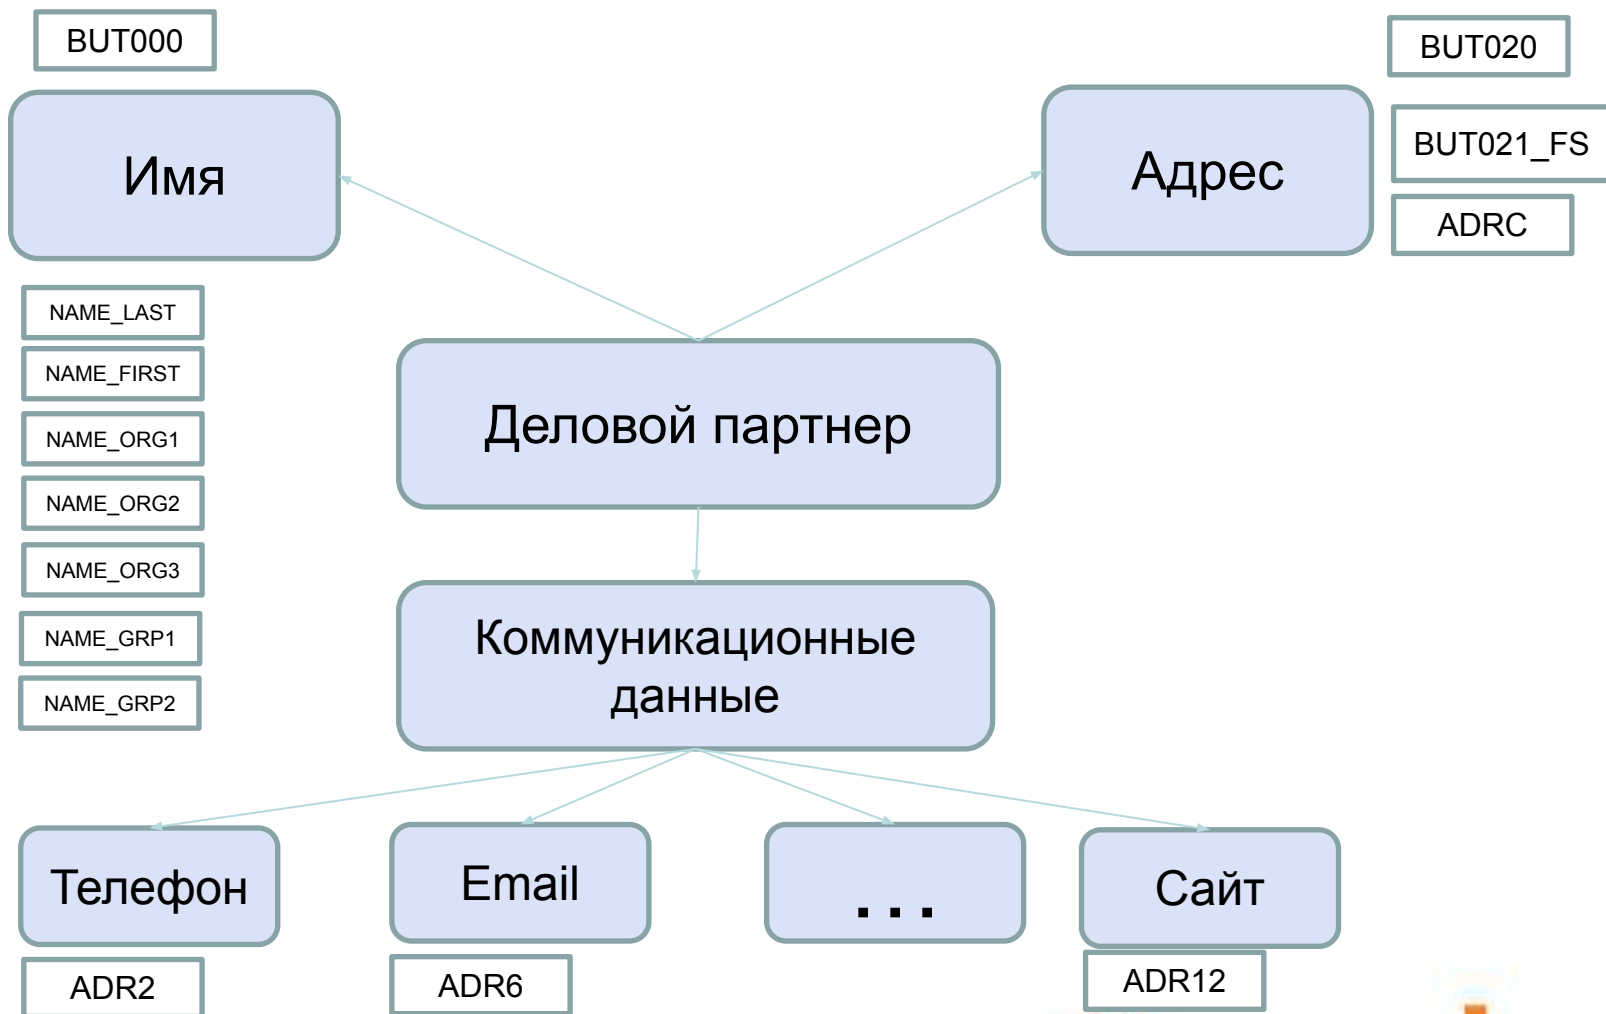 BUT000
BUT020
Имя
Адрес
BUT021_FS
ADRC
NAME_LAST
NAME_FIRST
NAME_ORG1
NAME_ORG2
NAME_ORG3
NAME_GRP1
NAME_GRP2
Деловой партнер
Коммуникационные
данные
Телефон
Email
...
Сайт
ADR2
ADR6
ADR12